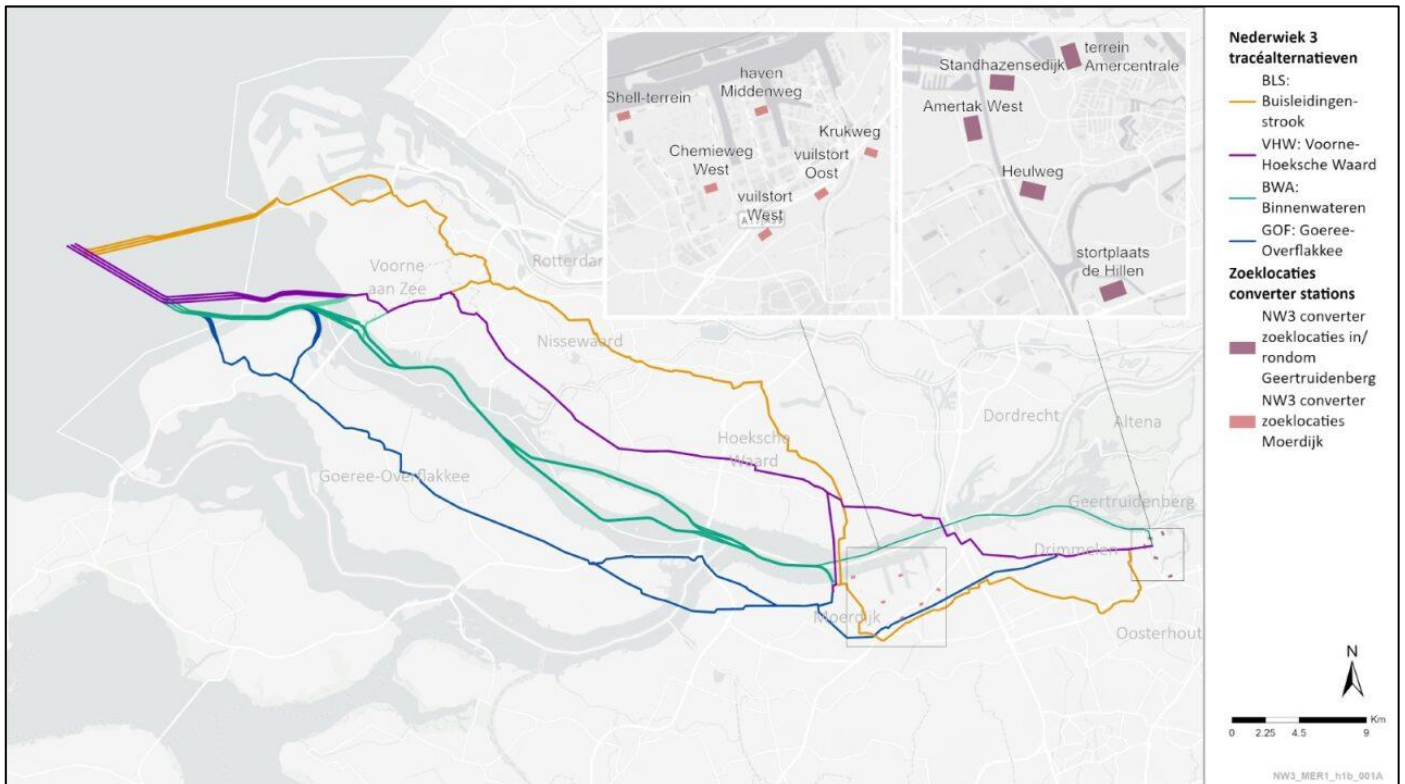 Shell-terrein
haven
Middenweg
Chemieweg
West
Krukweg
vuilstort
Oost
vuilstort
West
Standhazensedijk
terrein
Amercentrale
Amertak West
Heulweg
stortplaats
de Hillen
Voorne
aan Zee
Rotterdam
Nissewaard
Hoeksche
Waard
Dordrecht
Altena
Goeree-Overflakkee
Geertruidenberg
Drimmelen
Moerdijk
Oosterhout
Nederwiek 3
tracéalternatieven
BLS:
Buisleidingen-
strook
VHW: Voorne-
Hoeksche Waard
BWA:
Binnenwateren
GOF: Goeree-
Overflakkee
Zoeklocaties
converter stations
NW3 converter
zoeklocaties in/
rondom
Geertruidenberg
NW3 converter
zoeklocaties
Moerdijk
N
Km
0 2.25 4.5 9
NW3_MER1_h1b_001A